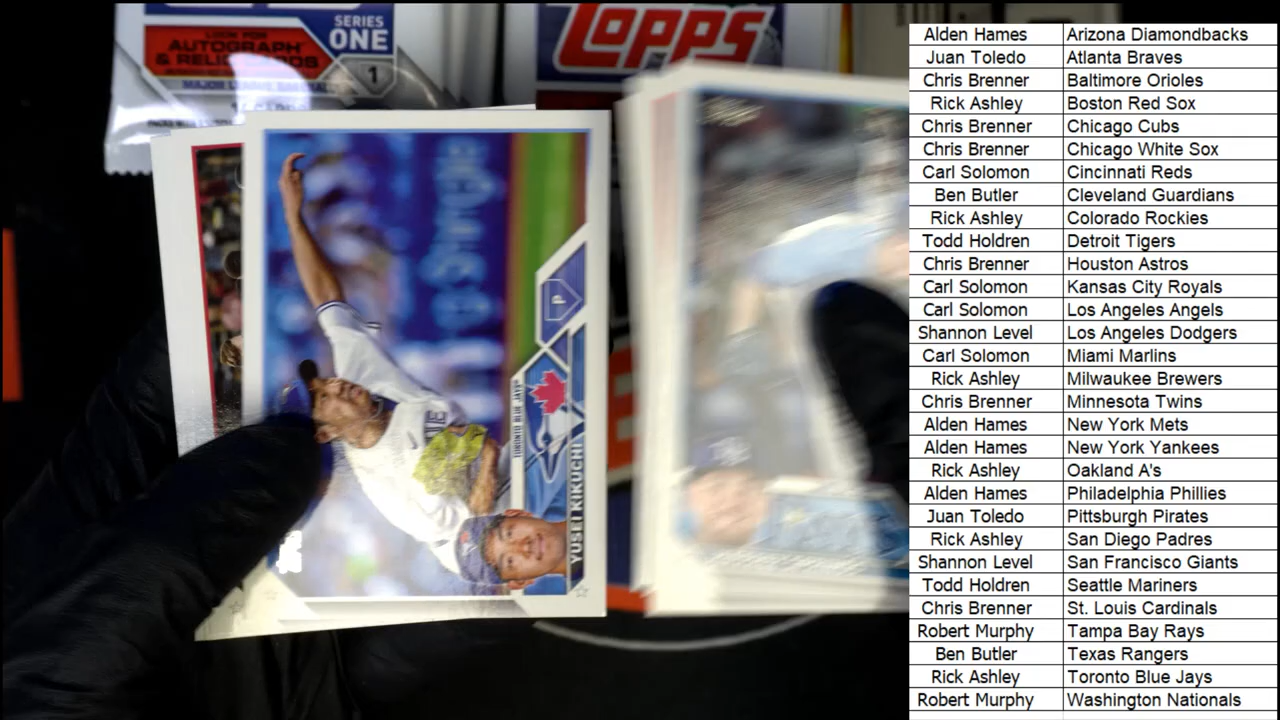 SERIES
ONE
LOOK FOR
AUTOGRAPH
& RELIC CARDS
1
MAJOR LEAGUE BASEBALL
TOPPS
P
TORONTO BLUE JAYS
YUSEI KIKUCHI
Alden Hames Arizona Diamondbacks
Juan Toledo Atlanta Braves
Chris Brenner Baltimore Orioles
Rick Ashley Boston Red Sox
Chris Brenner Chicago Cubs
Chris Brenner Chicago White Sox
Carl Solomon Cincinnati Reds
Ben Butler Cleveland Guardians
Rick Ashley Colorado Rockies
Todd Holdren Detroit Tigers
Chris Brenner Houston Astros
Carl Solomon Kansas City Royals
Carl Solomon Los Angeles Angels
Shannon Level Los Angeles Dodgers
Carl Solomon Miami Marlins
Rick Ashley Milwaukee Brewers
Chris Brenner Minnesota Twins
Alden Hames New York Mets
Alden Hames New York Yankees
Rick Ashley Oakland A's
Alden Hames Philadelphia Phillies
Juan Toledo Pittsburgh Pirates
Rick Ashley San Diego Padres
Shannon Level San Francisco Giants
Todd Holdren Seattle Mariners
Chris Brenner St. Louis Cardinals
Robert Murphy Tampa Bay Rays
Ben Butler Texas Rangers
Rick Ashley Toronto Blue Jays
Robert Murphy Washington Nationals